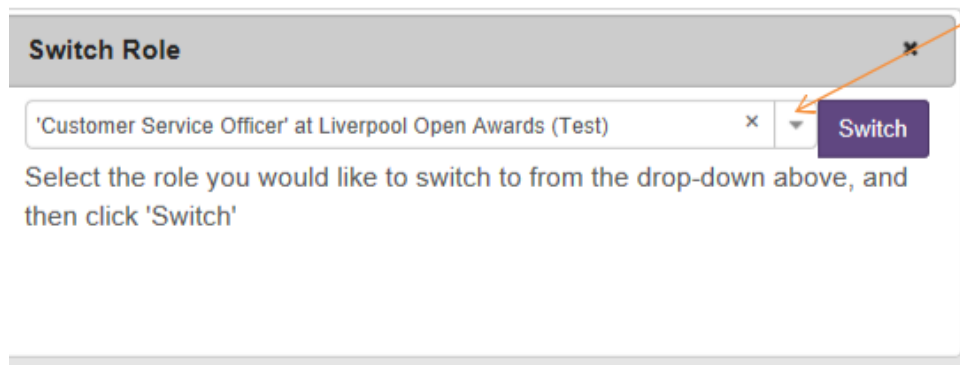 Switch Role
'Customer Service Officer' at Liverpool Open Awards (Test)
Switch
Select the role you would like to switch to from the drop-down above, and
then click 'Switch'